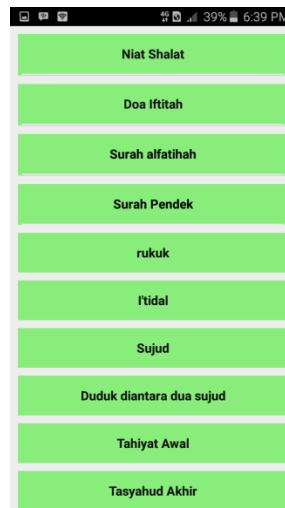 4G 39% 6:39 PM
Niat Shalat
Doa Iftitah
Surah alfatihah
Surah Pendek
rukuk
I'tidal
Sujud
Duduk diantara dua sujud
Tahiyat Awal
Tasyahud Akhir